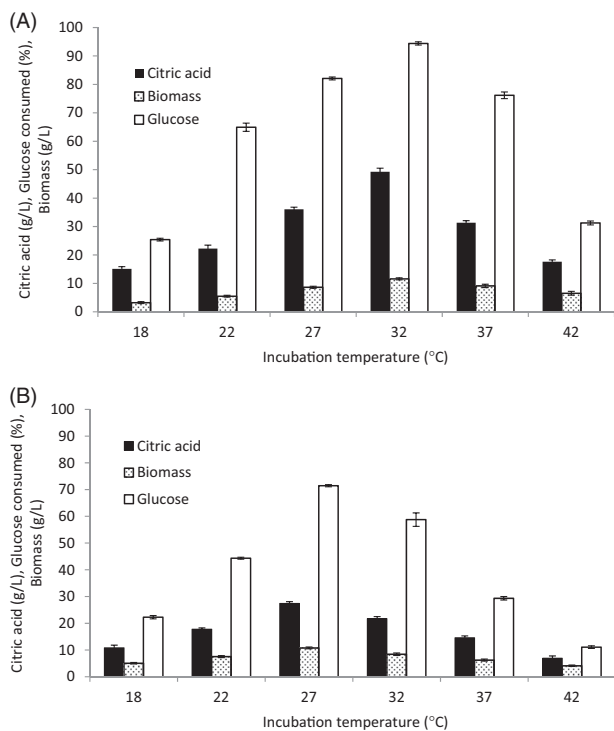 (A)
Citric acid (g/L), Glucose consumed (%),
Biomass (g/L)
100
90
80
70
60
50
40
30
20
10
0
Citric acid
Biomass
Glucose
18 22 27 32 37 42
Incubation temperature (°C)
(B)
Citric acid (g/L), Glucose consumed (%),
Biomass (g/L)
100
90
80
70
60
50
40
30
20
10
0
Citric acid
Biomass
Glucose
18 22 27 32 37 42
Incubation temperature (°C)